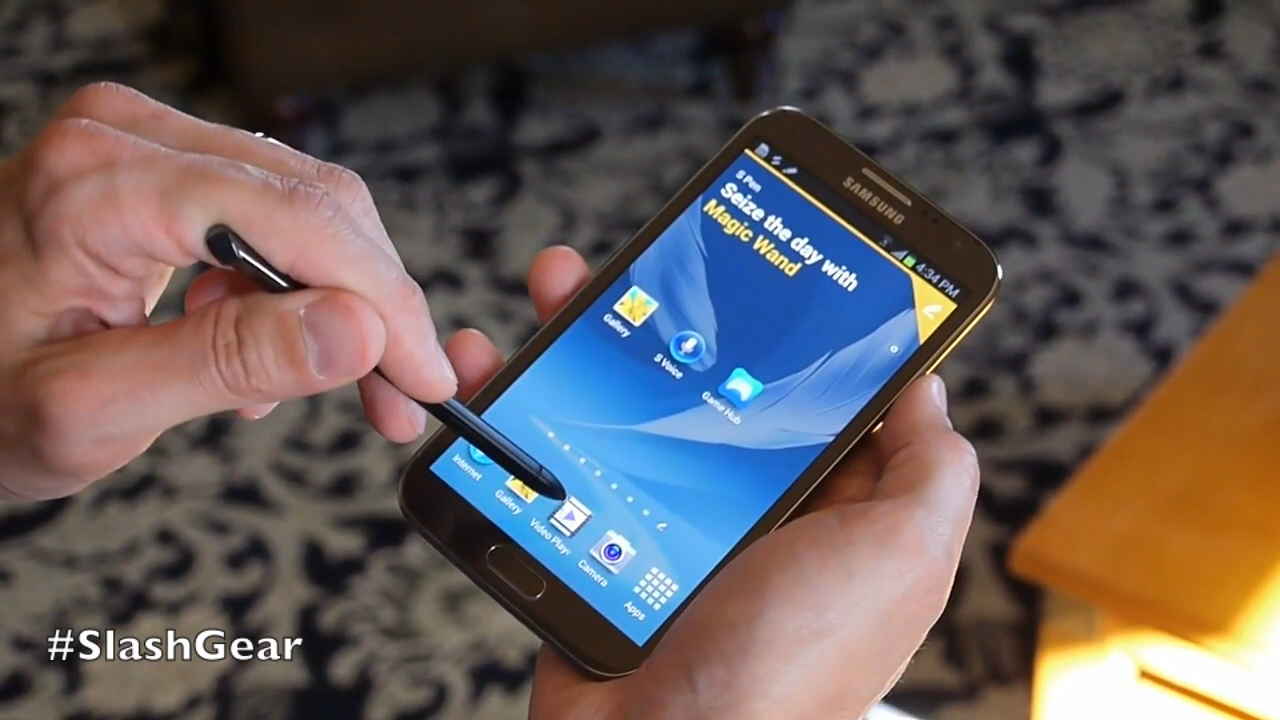 SAMSUNG
4:34 PM
S Pen
Seize the day with
Magic Wand
Gallery
S Voice
Game Hub
Internet
Gallery
Video Playe
Camera
Apps
#SlashGear